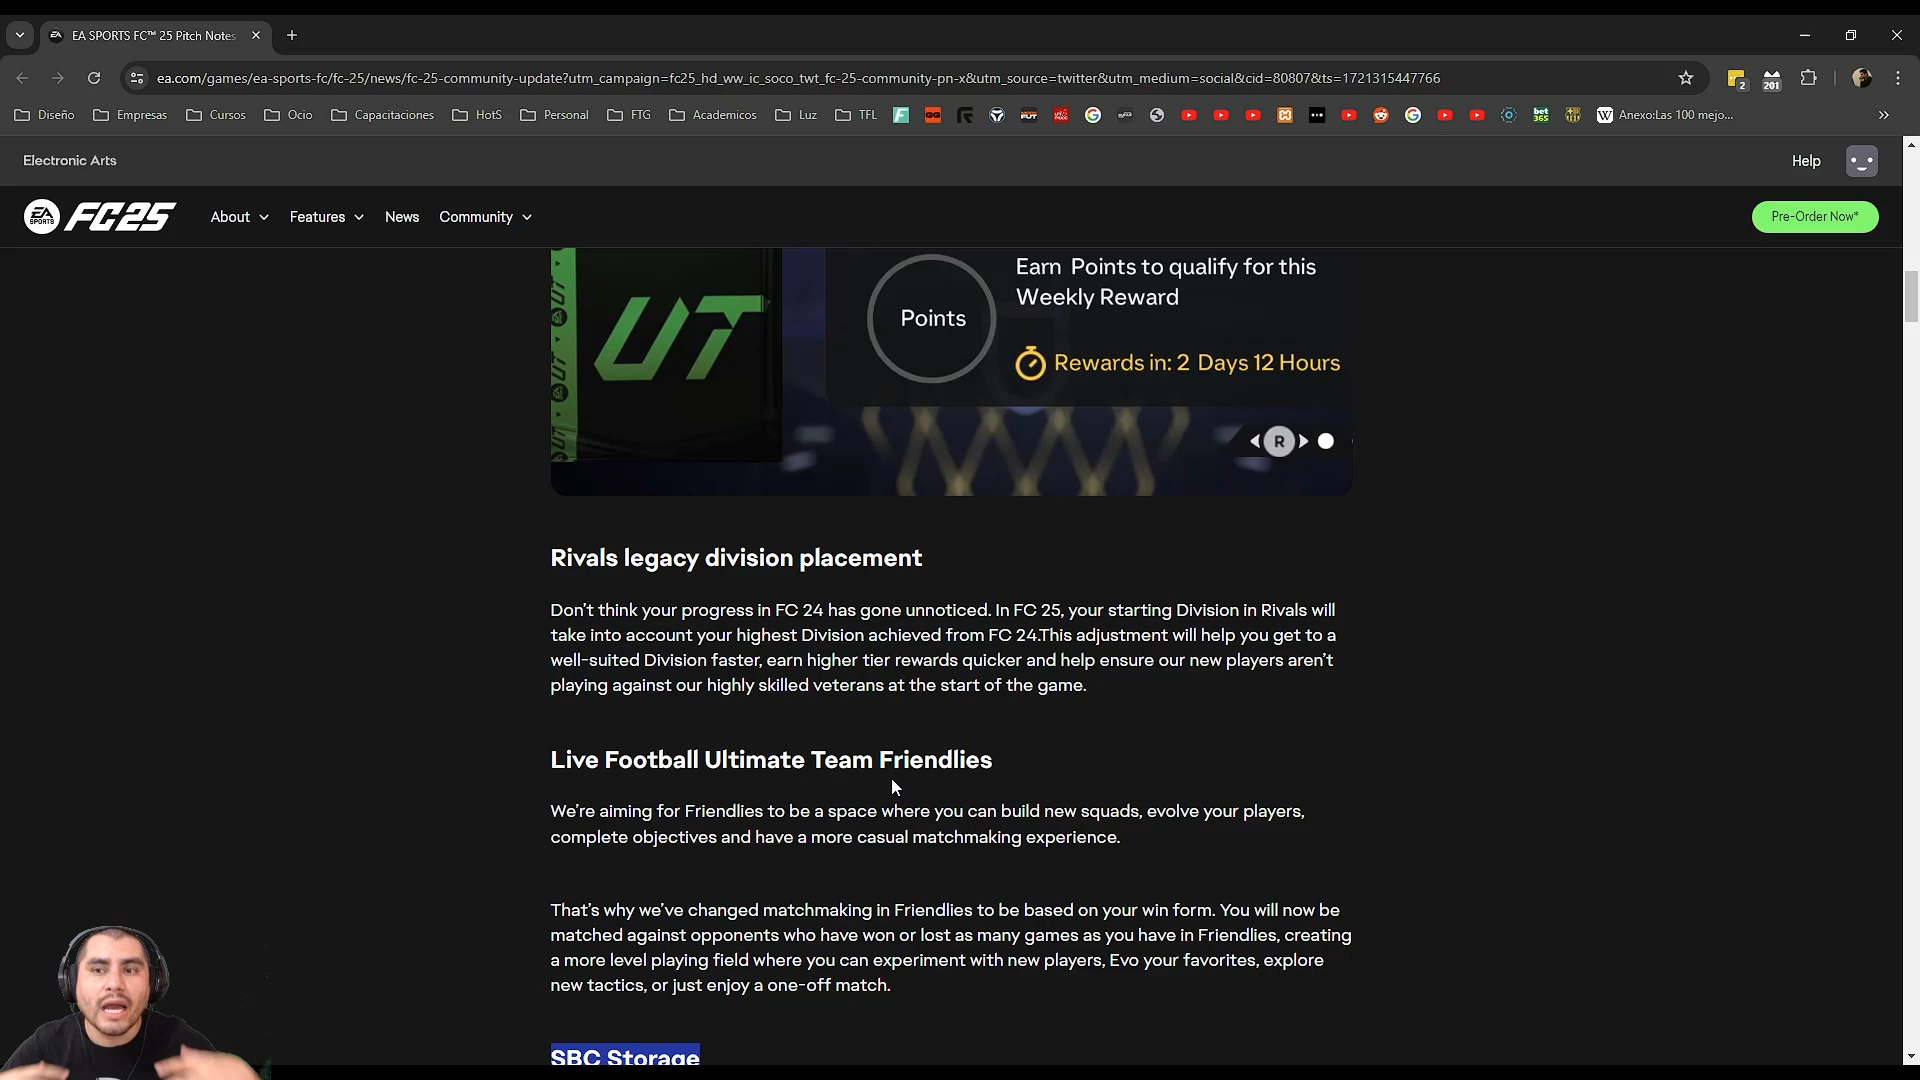 EA SPORTS FC™ 25 Pitch Notes
ea.com/games/ea-sports-fc/fc-25/news/fc-25-community-update?utm_campaign=fc25_hd_ww_ic_soco_twt_fc-25-community-pn-x&utm_source=twitter&utm_medium=social&cid=80807&ts=1721315447766
2
201
Diseño
Empresas
Cursos
Ocio
Capacitaciones
HotS
Personal
FTG
Academicos
Luz
TFL
GG
FUT
bet365
W
Anexo:Las 100 mejo...
Electronic Arts
Help
EA SPORTS FC25
About
Features
News
Community
Pre-Order Now*
UT
Points
Earn Points to qualify for this
Weekly Reward
Rewards in: 2 Days 12 Hours
R
Rivals legacy division placement
Don't think your progress in FC 24 has gone unnoticed. In FC 25, your starting Division in Rivals will
take into account your highest Division achieved from FC 24.This adjustment will help you get to a
well-suited Division faster, earn higher tier rewards quicker and help ensure our new players aren't
playing against our highly skilled veterans at the start of the game.
Live Football Ultimate Team Friendlies
We're aiming for Friendlies to be a space where you can build new squads, evolve your players,
complete objectives and have a more casual matchmaking experience.
That's why we've changed matchmaking in Friendlies to be based on your win form. You will now be
matched against opponents who have won or lost as many games as you have in Friendlies, creating
a more level playing field where you can experiment with new players, Evo your favorites, explore
new tactics, or just enjoy a one-off match.
SBC Storage